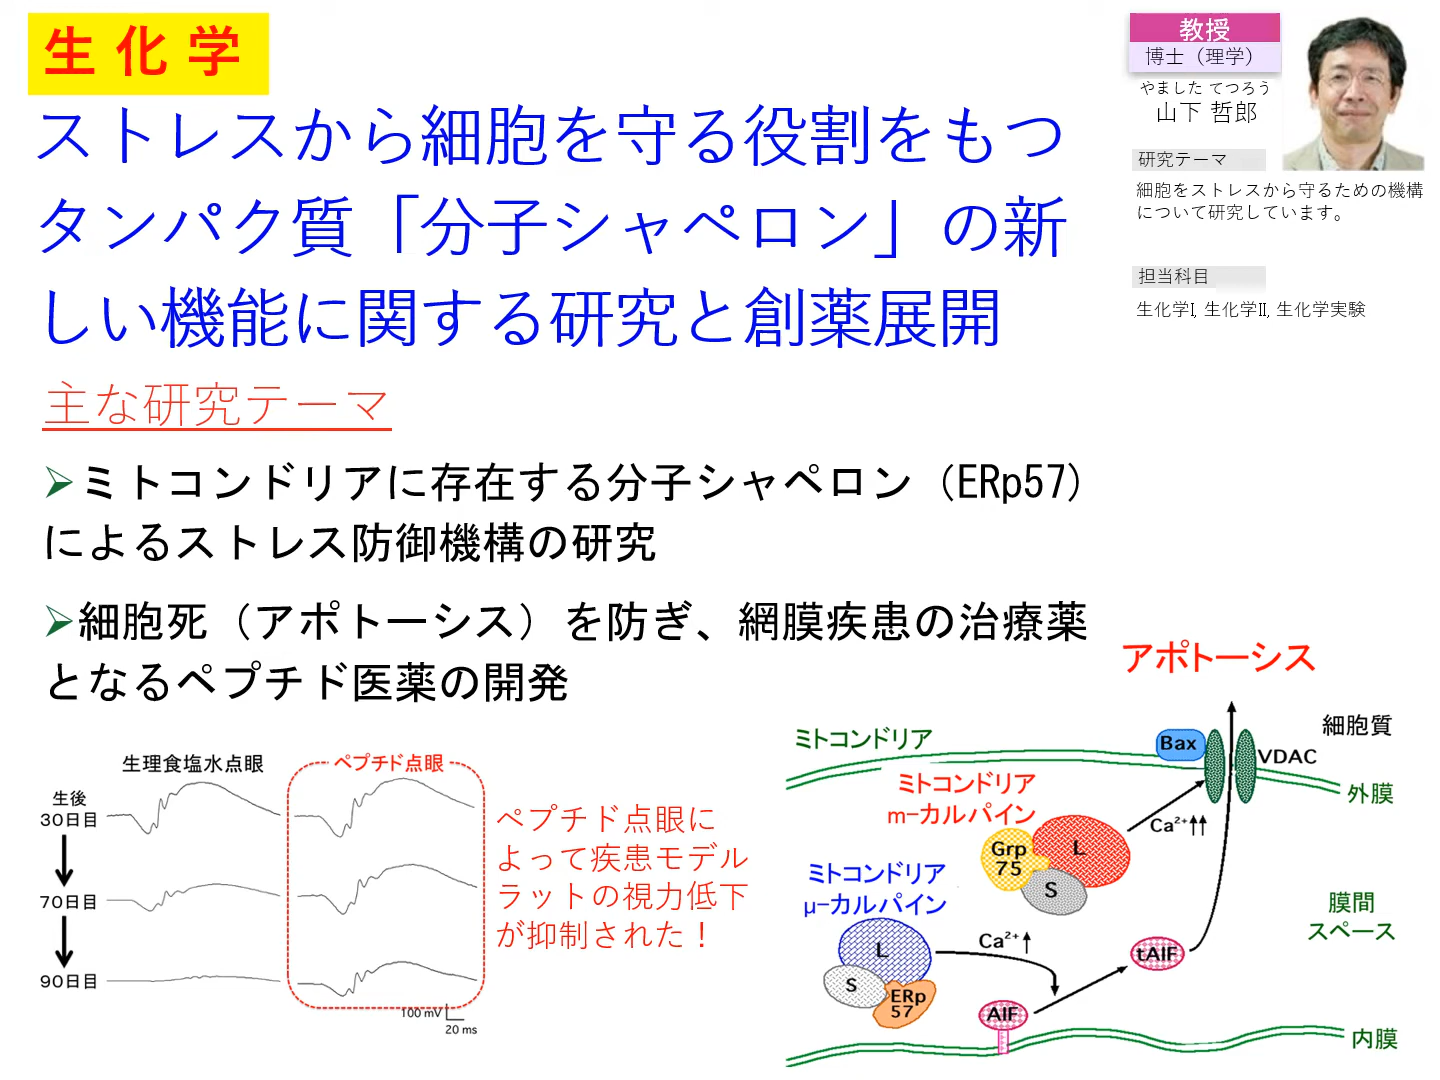 生化学
ストレスから細胞を守る役割をもつ
タンパク質「分子シャペロン」の新
しい機能に関する研究と創薬展開
教授
博士（理学）
やました てつろう
山下 哲郎
研究テーマ
細胞をストレスから守るための機構
について研究しています。
担当科目
生化学I, 生化学II, 生化学実験
主な研究テーマ
➢ミトコンドリアに存在する分子シャペロン（ERp57）
によるストレス防御機構の研究
➢細胞死（アポトーシス）を防ぎ、網膜疾患の治療薬
となるペプチド医薬の開発
生理食塩水点眼
ペプチド点眼
生後
30日目
70日目
90日目
100 mV
20 ms
ペプチド点眼に
よって疾患モデル
ラットの視力低下
が抑制された！
アポトーシス
細胞質
ミトコンドリア
Bax
VDAC
外膜
ミトコンドリア
m-カルパイン
Ca²⁺↑↑
Grp
75
L
S
ミトコンドリア
μ-カルパイン
膜間
スペース
L
S
ERp
57
Ca²⁺↑
tAIF
AIF
内膜